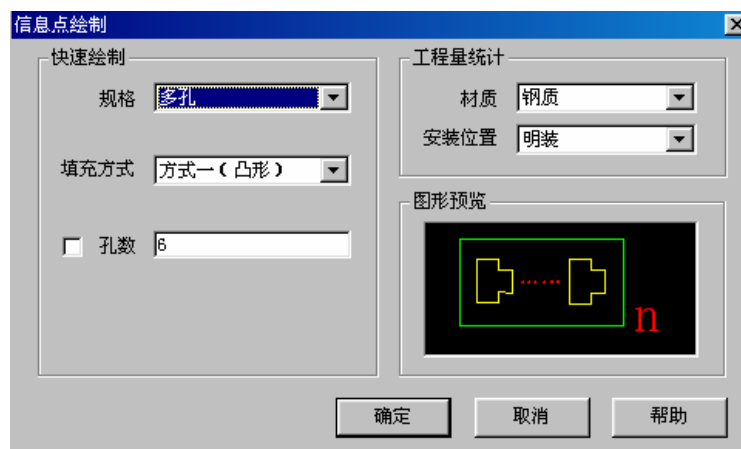 信息点绘制
快速绘制
规格 多孔
填充方式 方式一(凸形)
孔数 6
工程量统计
材质 钢质
安装位置 明装
图形预览
n
确定 取消 帮助